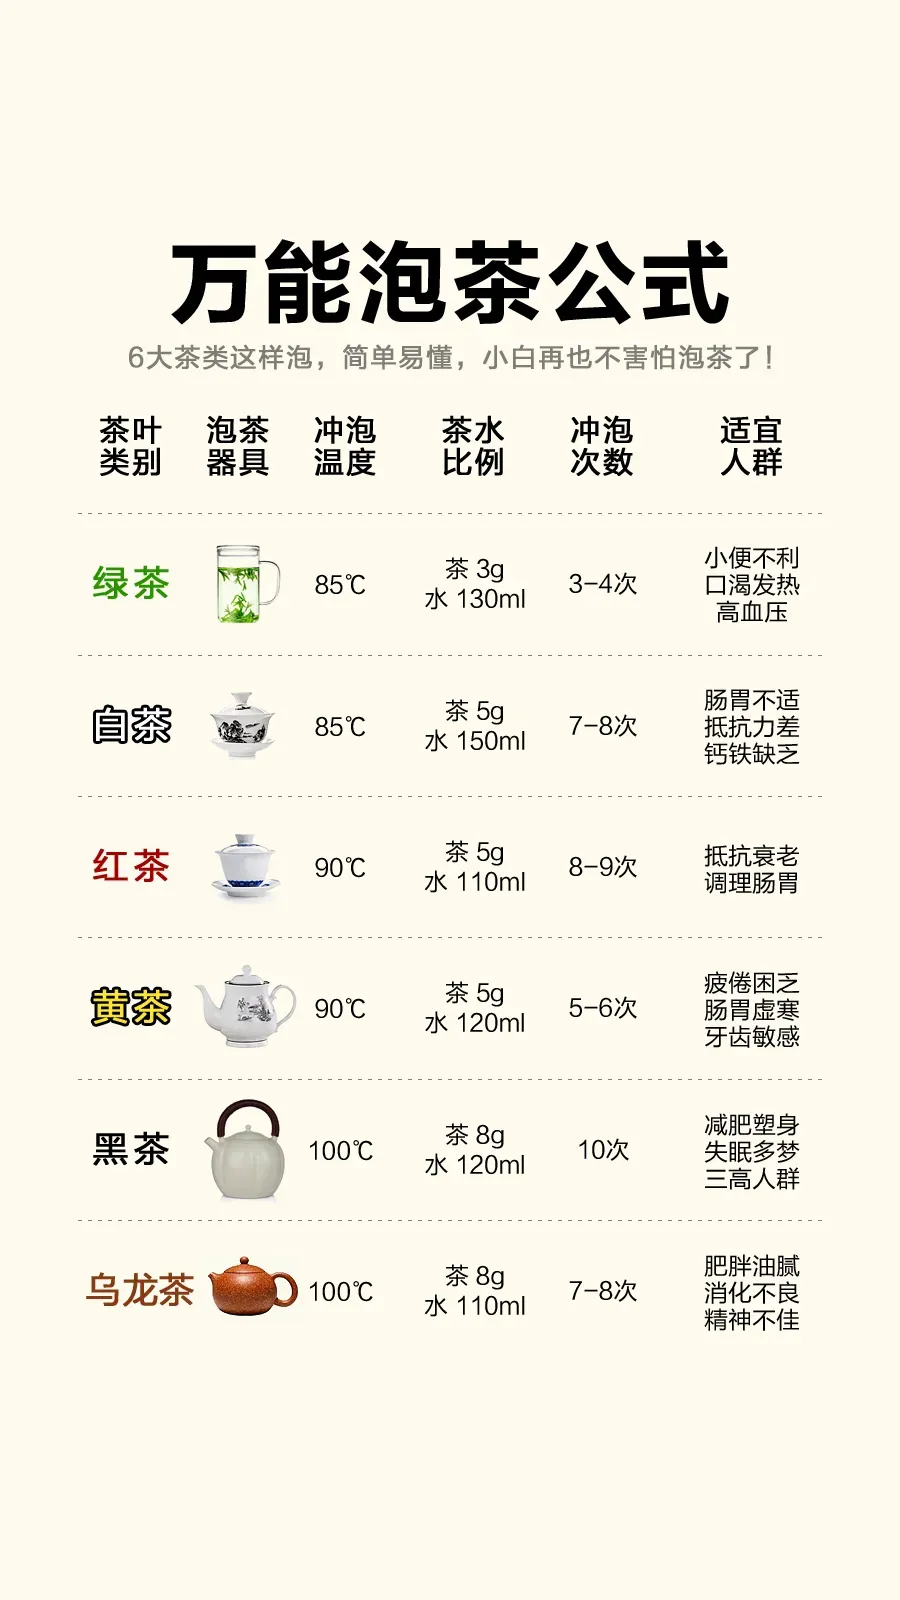 万能泡茶公式
6大茶类这样泡，简单易懂，小白再也不害怕泡茶了！
茶叶类别 泡茶器具 冲泡温度 茶水比例 冲泡次数 适宜人群
绿茶
85℃
茶 3g
水 130ml
3-4次
小便不利
口渴发热
高血压
白茶
85℃
茶 5g
水 150ml
7-8次
肠胃不适
抵抗力差
钙铁缺乏
红茶
90℃
茶 5g
水 110ml
8-9次
抵抗衰老
调理肠胃
黄茶
90℃
茶 5g
水 120ml
5-6次
疲倦困乏
肠胃虚寒
牙齿敏感
黑茶
100℃
茶 8g
水 120ml
10次
减肥塑身
失眠多梦
三高人群
乌龙茶
100℃
茶 8g
水 110ml
7-8次
肥胖油腻
消化不良
精神不佳